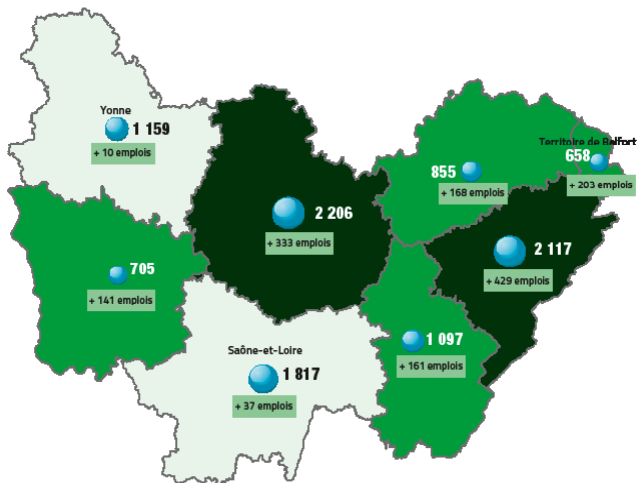 Yonne
1 159
+ 10 emplois
Territoire de Belfort
658
+ 203 emplois
855
+ 168 emplois
2 206
+ 333 emplois
2 117
+ 429 emplois
705
+ 141 emplois
1 097
+ 161 emplois
Saône-et-Loire
1 817
+ 37 emplois